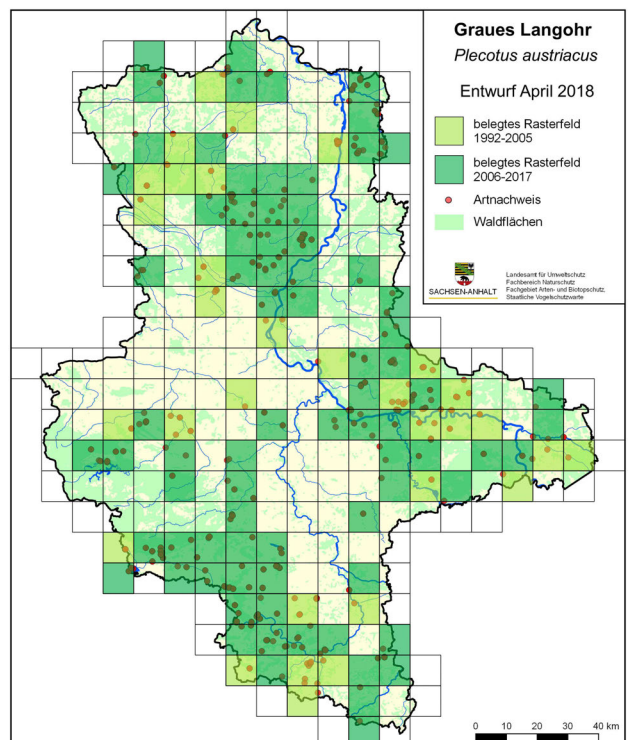 Graues Langohr
Plecotus austriacus
Entwurf April 2018
belegtes Rasterfeld
1992-2005
belegtes Rasterfeld
2006-2017
Artnachweis
Waldflächen
SACHSEN-ANHALT
Landesamt für Umweltschutz
Fachbereich Naturschutz
Fachgebiet Arten- und Biotopschutz,
Staatliche Vogelschutzwarte
0 10 20 30 40 km